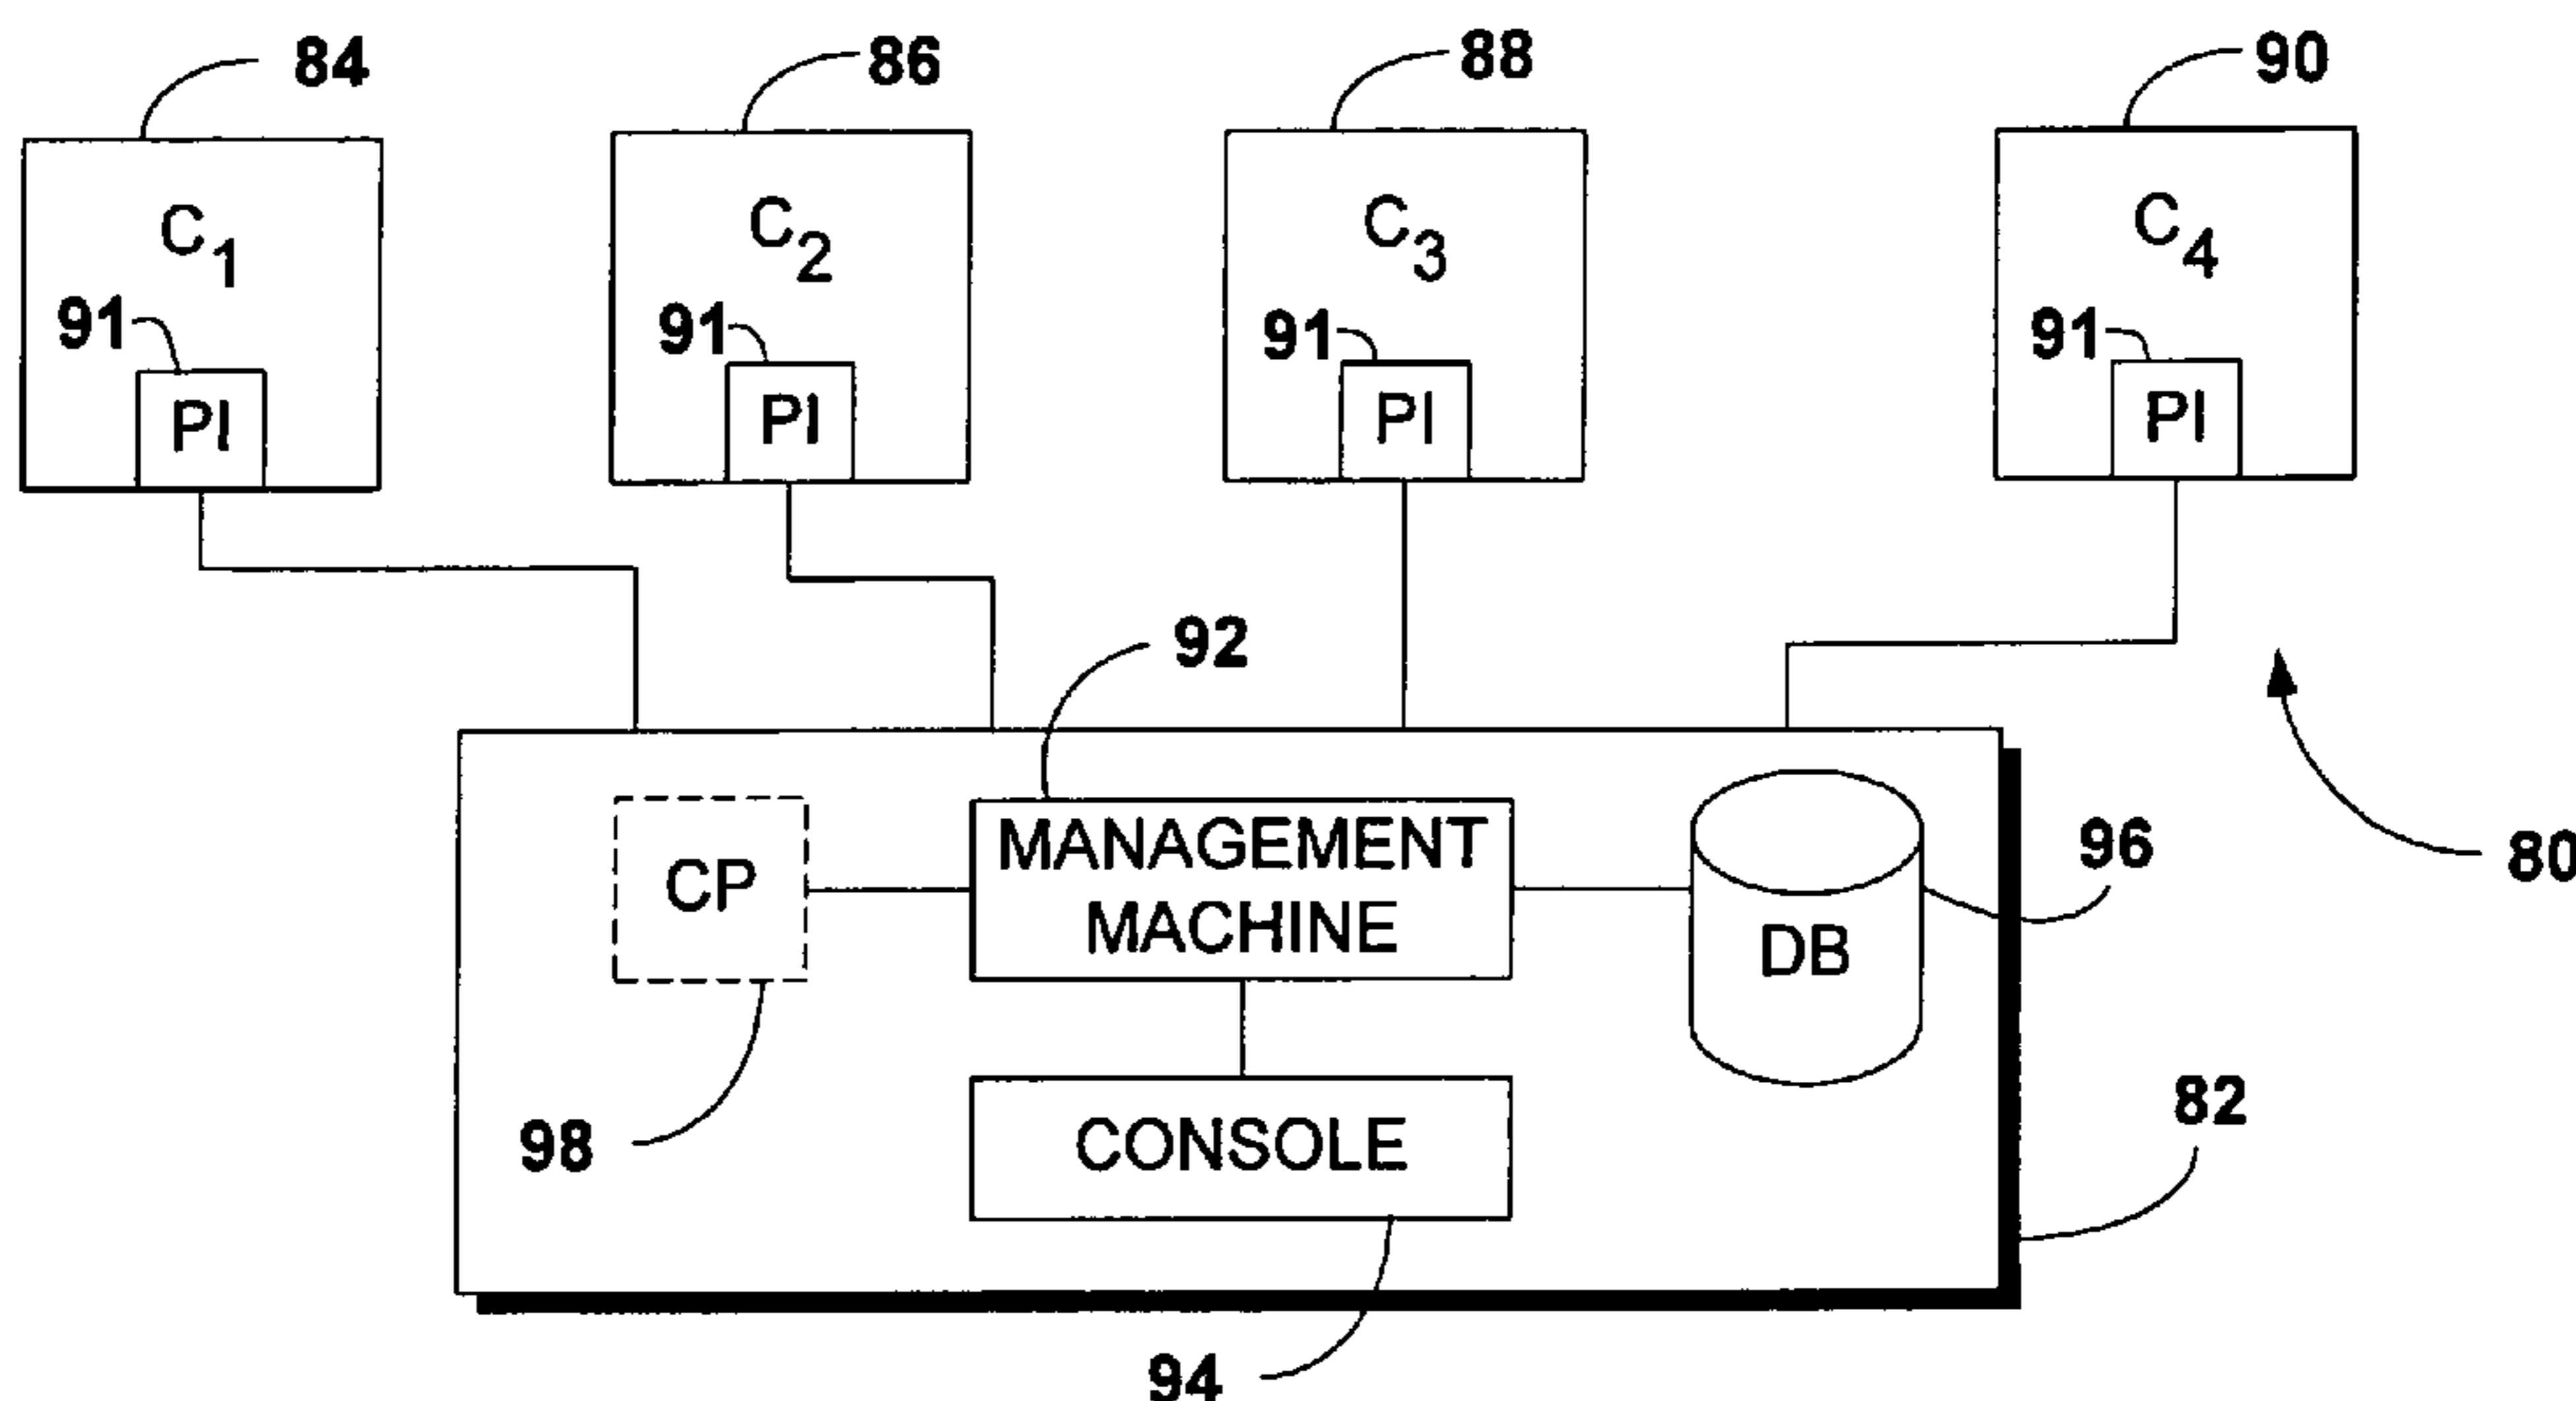 84
86
88
90
C1
C2
C3
C4
91
91
91
91
PI
PI
PI
PI
92
80
MANAGEMENT
MACHINE
CP
DB
96
98
CONSOLE
82
94